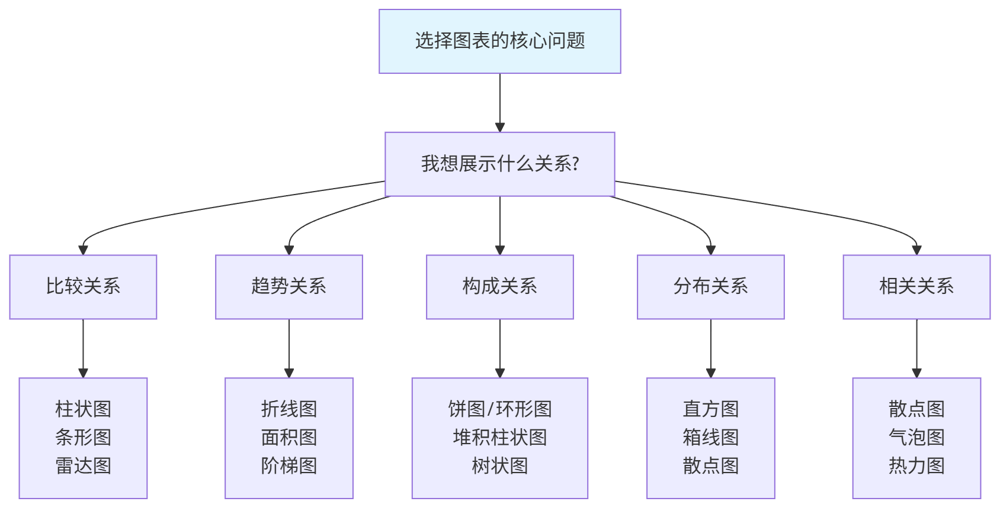 选择图表的核心问题
我想展示什么关系?
比较关系
趋势关系
构成关系
分布关系
相关关系
柱状图
条形图
雷达图
折线图
面积图
阶梯图
饼图/环形图
堆积柱状图
树状图
直方图
箱线图
散点图
散点图
气泡图
热力图